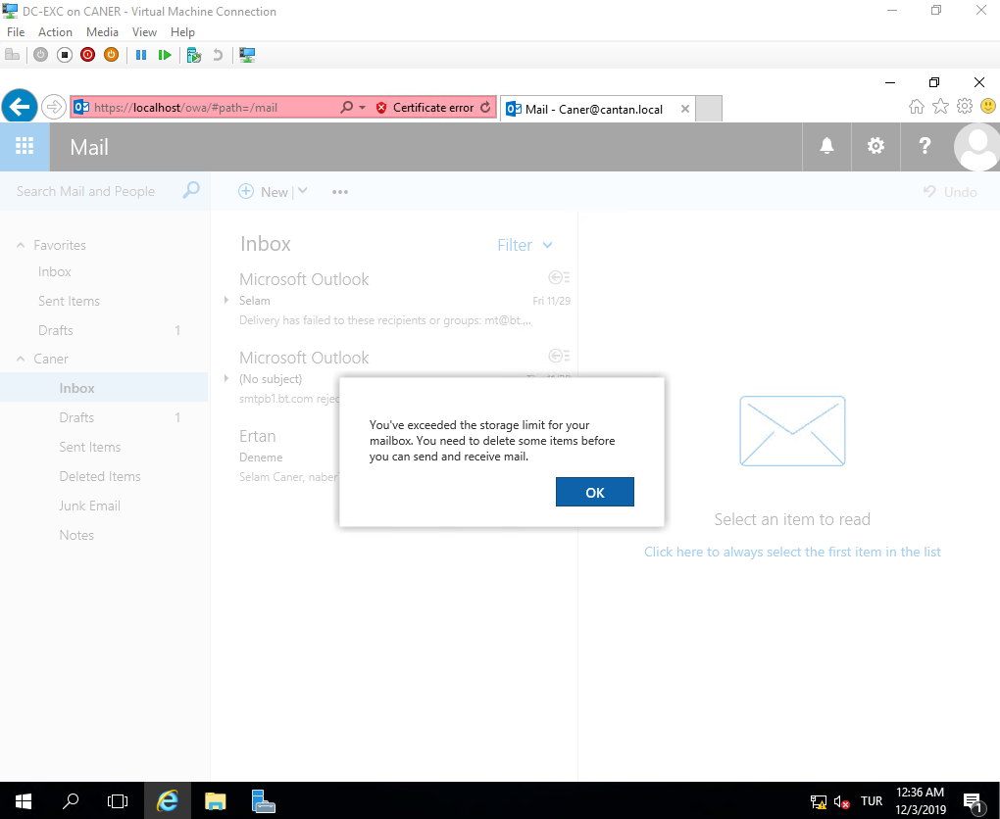 DC-EXC on CANER - Virtual Machine Connection
File Action Media View Help
https://localhost/owa/#path=/mail
Certificate error
Mail - Caner@cantan.local
Mail
?
Search Mail and People
New
Undo
Favorites
Inbox
Sent Items
Drafts 1
Caner
Inbox
Drafts 1
Sent Items
Deleted Items
Junk Email
Notes
Inbox
Filter
Microsoft Outlook
Selam
Fri 11/29
Delivery has failed to these recipients or groups: mt@bt....
Microsoft Outlook
(No subject)
smtpb1.bt.com rejec
Ertan
Deneme
Selam Caner, naber
You've exceeded the storage limit for your
mailbox. You need to delete some items before
you can send and receive mail.
OK
Select an item to read
Click here to always select the first item in the list
TUR
12:36 AM
12/3/2019
1